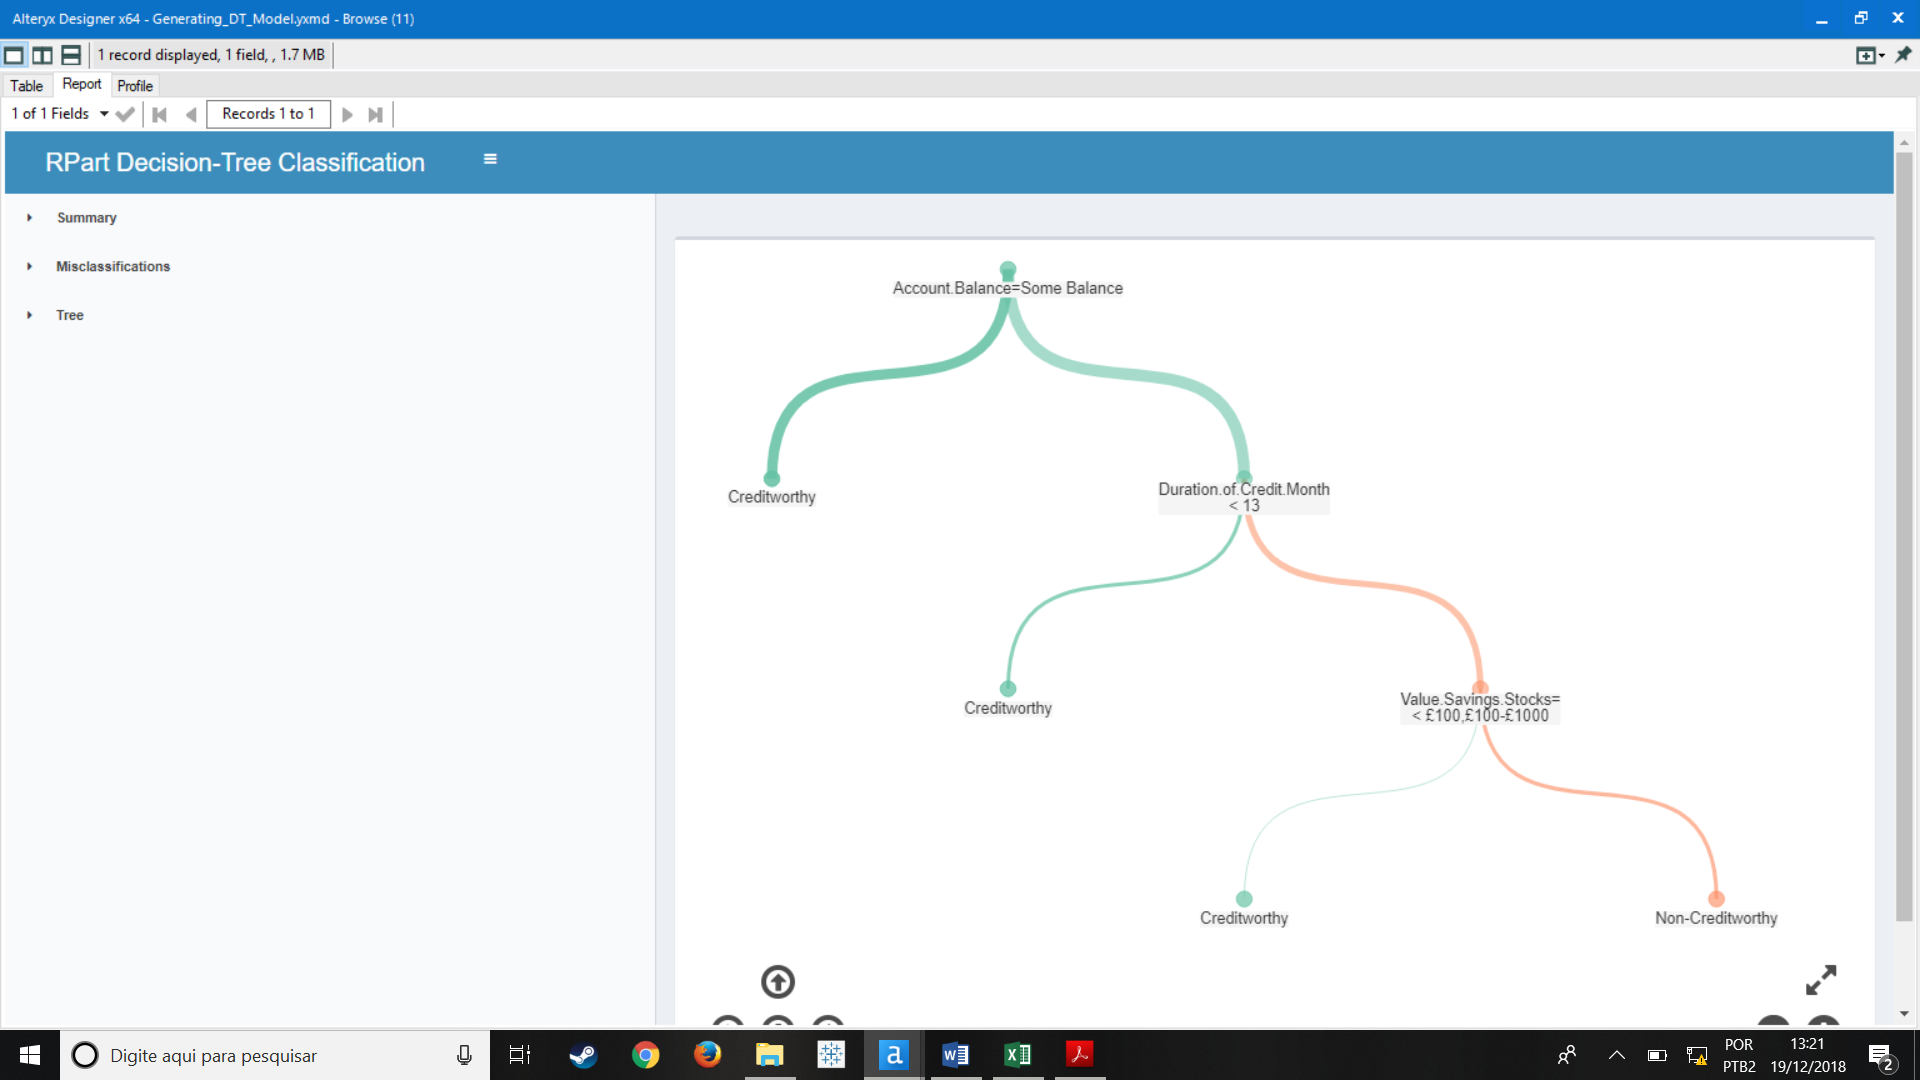 Alteryx Designer x64 - Generating_DT_Model.yxmd - Browse (11)
1 record displayed, 1 field, , 1.7 MB
Table Report Profile
1 of 1 Fields Records 1 to 1
RPart Decision-Tree Classification
Summary
Misclassifications
Tree
Account.Balance=Some Balance
Creditworthy
Duration.of.Credit.Month
< 13
Creditworthy
Value.Savings.Stocks=
< £100,£100-£1000
Creditworthy
Non-Creditworthy
Digite aqui para pesquisar
a
POR
PTB2
13:21
19/12/2018
2